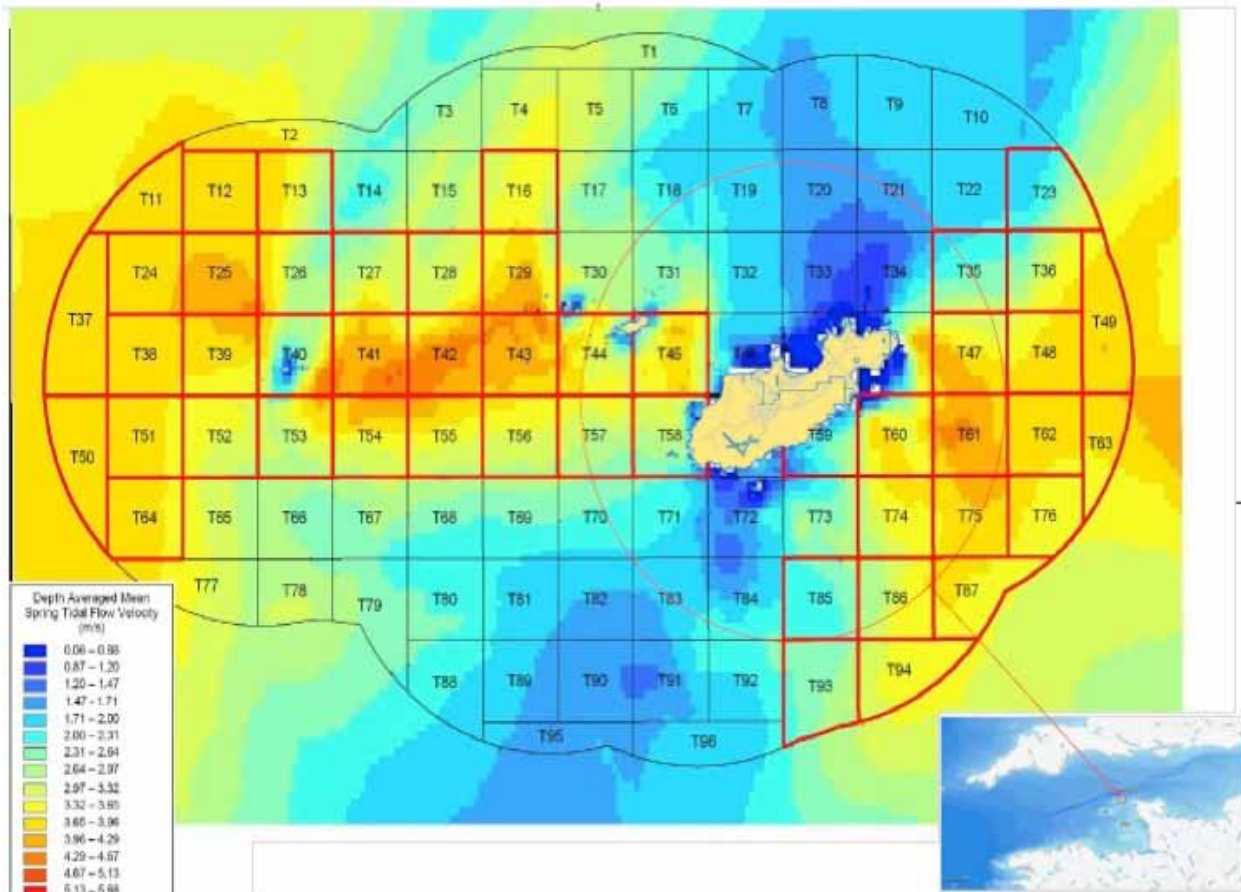 T1
T2
T3
T4
T5
T6
T7
T8
T9
T10
T11
T12
T13
T14
T15
T16
T17
T18
T19
T20
T21
T22
T23
T24
T25
T26
T27
T28
T29
T30
T31
T32
T33
T34
T35
T36
T37
T38
T39
T40
T41
T42
T43
T44
T45
T47
T48
T49
T50
T51
T52
T53
T54
T55
T56
T57
T58
T59
T60
T61
T62
T63
T64
T65
T66
T67
T68
T69
T70
T71
T72
T73
T74
T75
T76
T77
T78
T79
T80
T81
T82
T83
T84
T85
T86
T87
T88
T89
T90
T91
T92
T93
T94
T95
T96
Depth Averaged Mean
Spring Tidal Flow Velocity
(m/s)
0.87 – 1.20
1.20 – 1.47
1.47 – 1.71
1.71 – 2.00
2.00 – 2.31
2.31 – 2.64
2.64 – 2.97
2.97 – 3.32
3.32 – 3.65
3.65 – 3.96
3.96 – 4.29
4.29 – 4.67
4.67 – 5.13